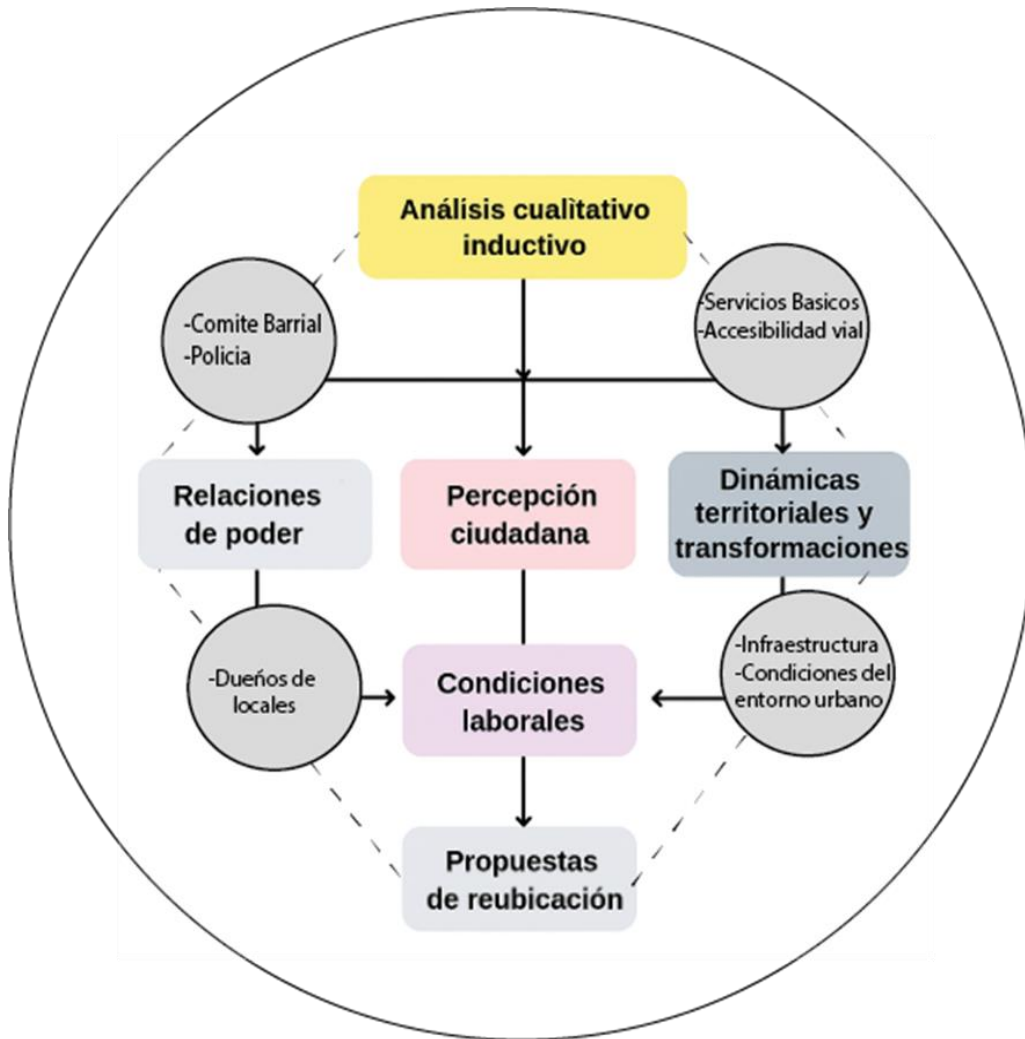 Análisis cualitativo
inductivo
-Comite Barrial
-Policia
-Servicios Basicos
-Accesibilidad vial
Relaciones
de poder
Percepción
ciudadana
Dinámicas
territoriales y
transformaciones
-Dueños de
locales
Condiciones
laborales
-Infraestructura
-Condiciones del
entorno urbano
Propuestas
de reubicación